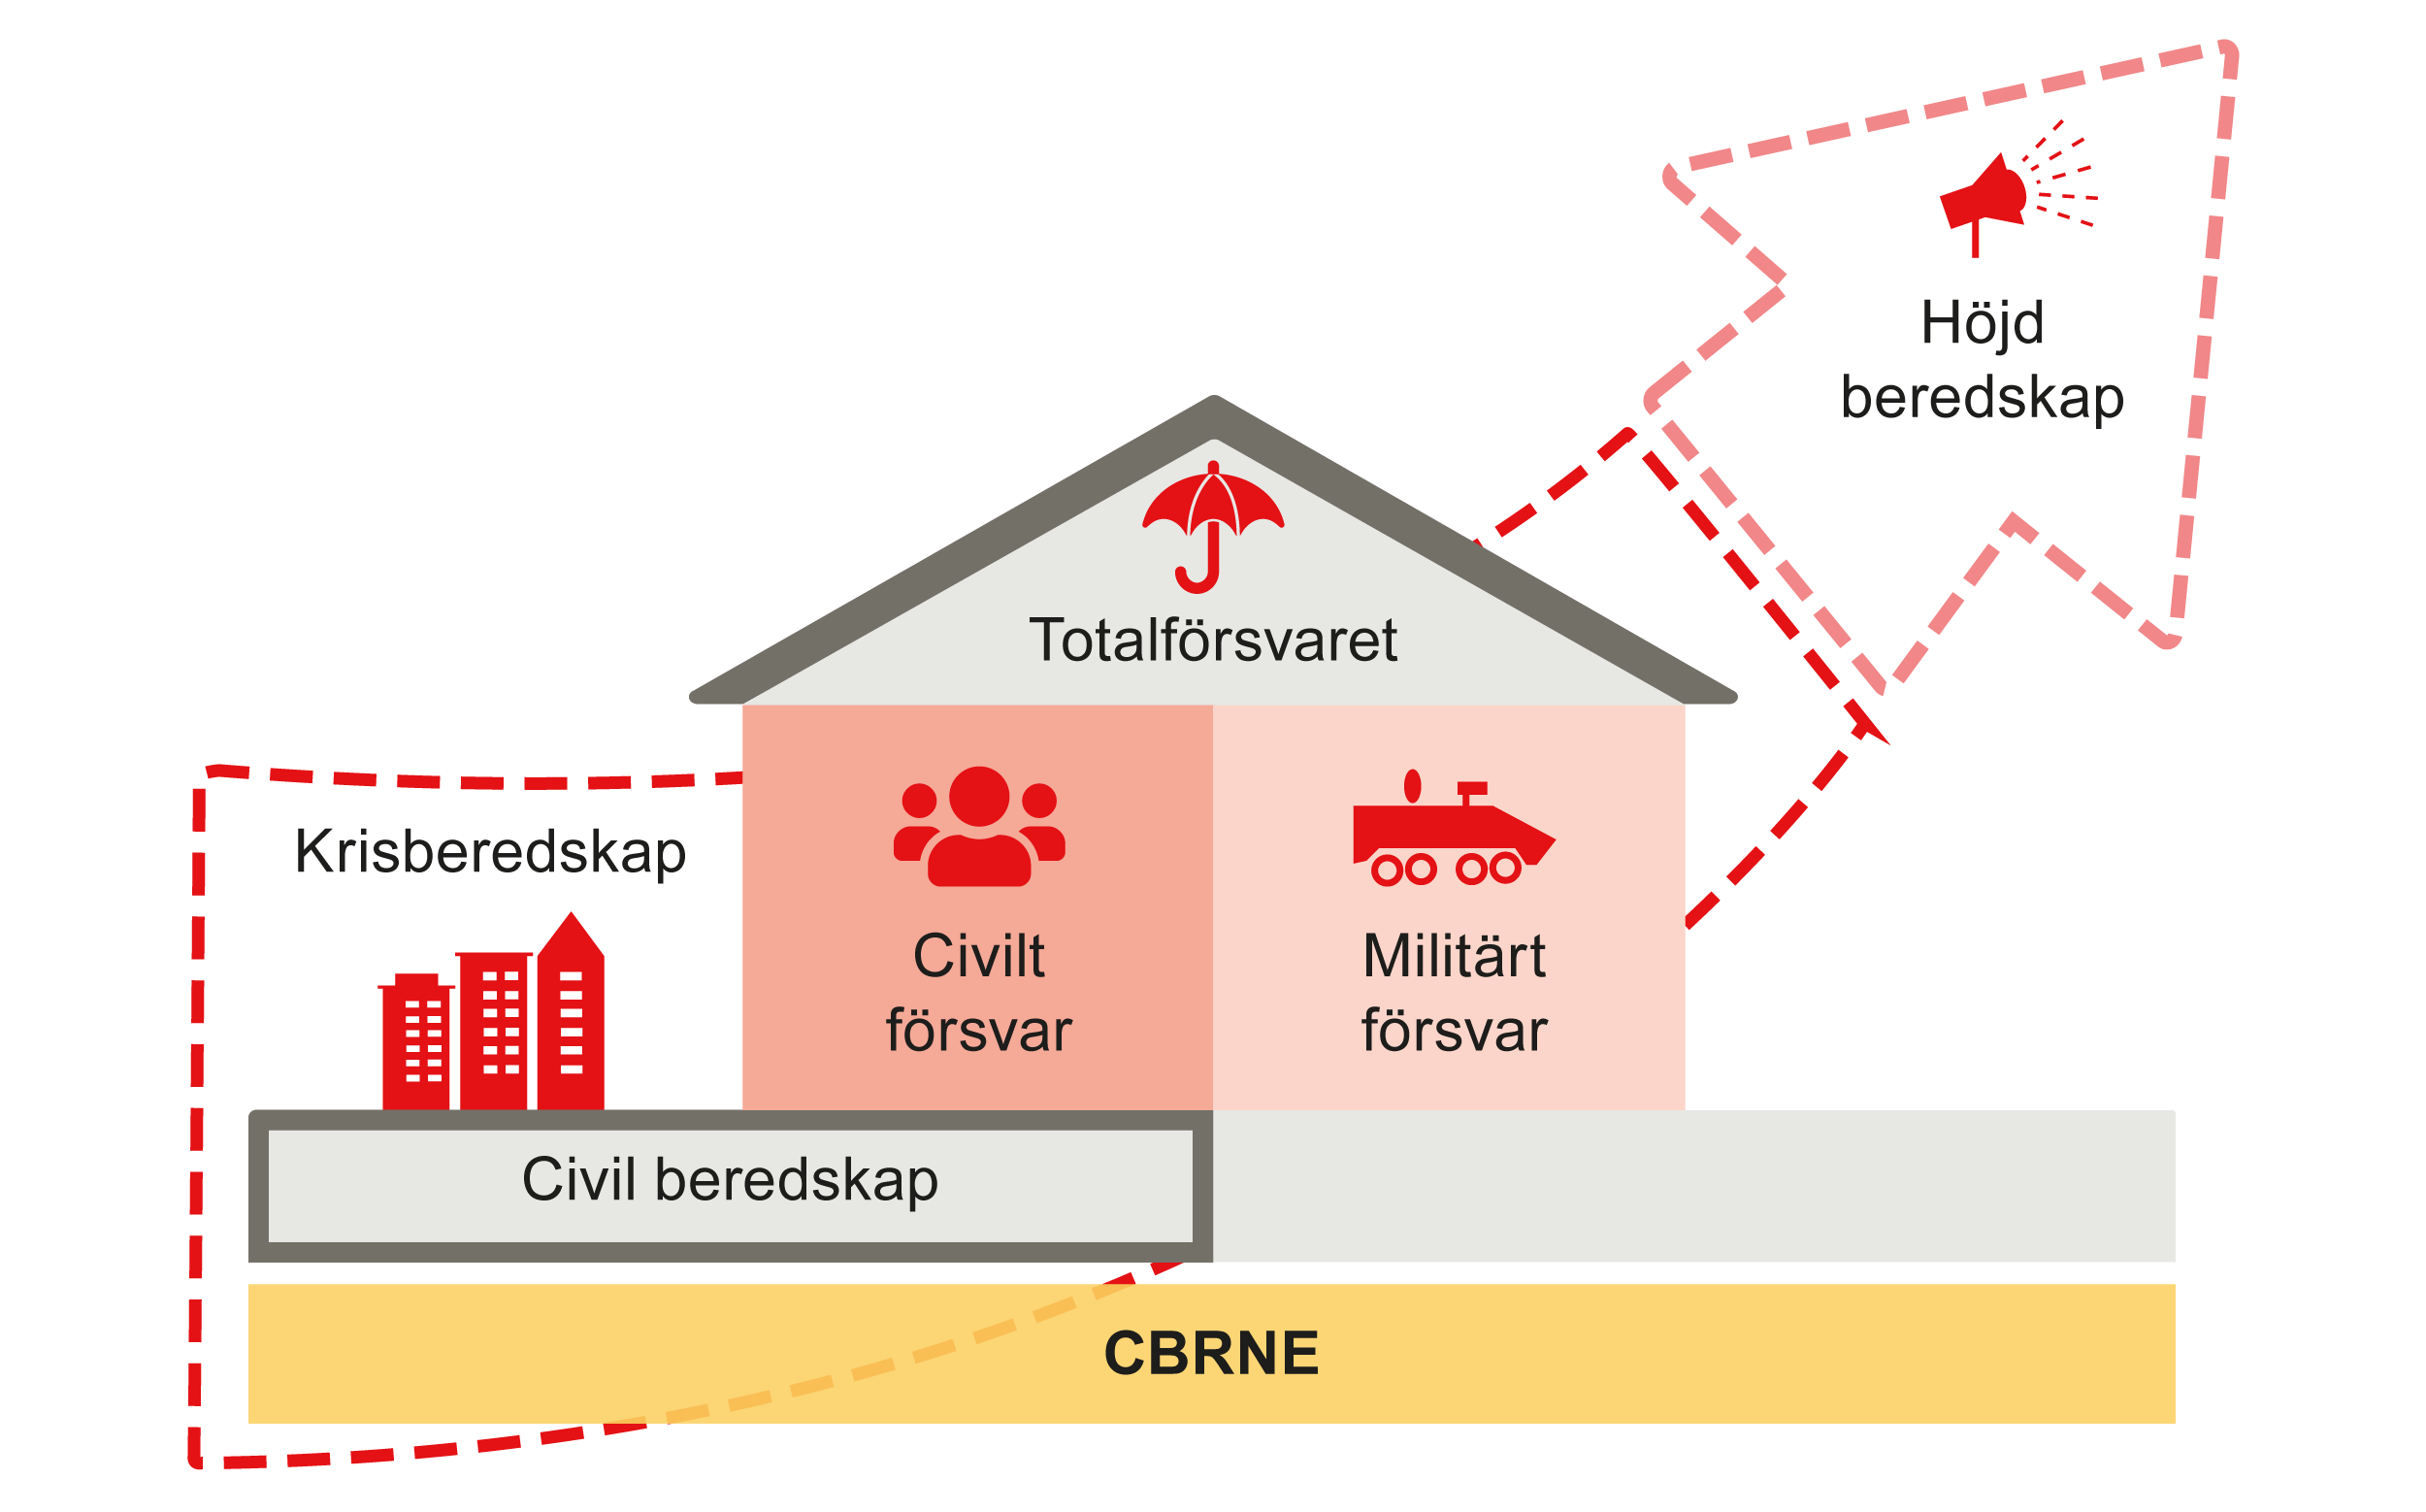 Höjd
beredskap
Totalförsvaret
Krisberedskap
Civilt
försvar
Militärt
försvar
Civil beredskap
CBRNE